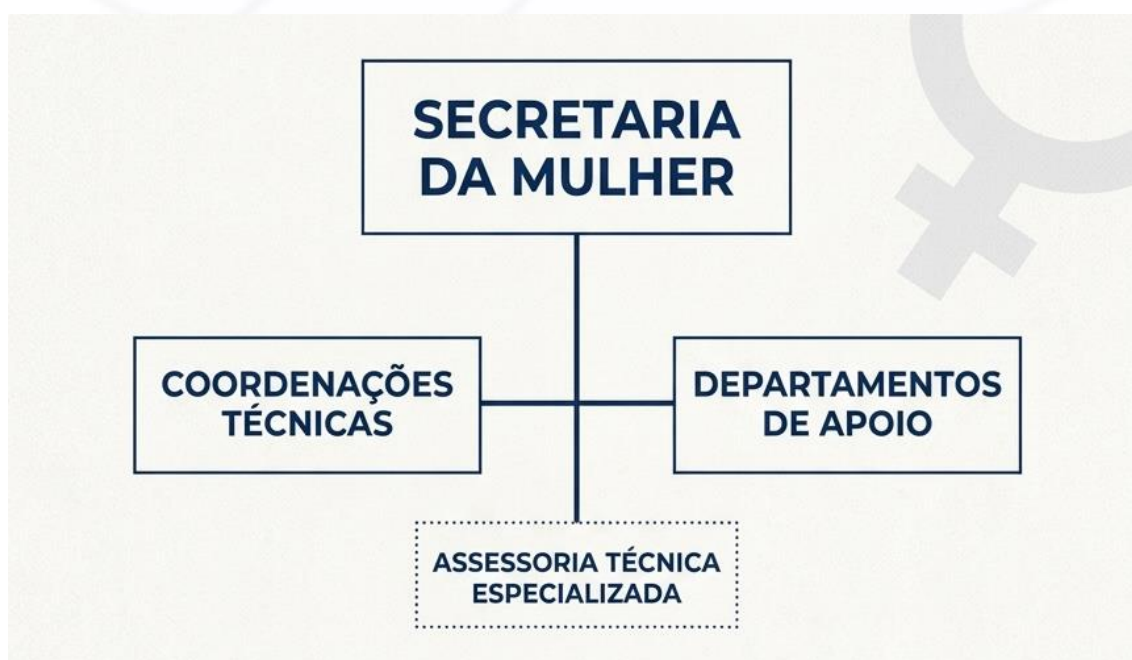 SECRETARIA
DA MULHER
COORDENAÇÕES
TÉCNICAS
DEPARTAMENTOS
DE APOIO
ASSESSORIA TÉCNICA
ESPECIALIZADA